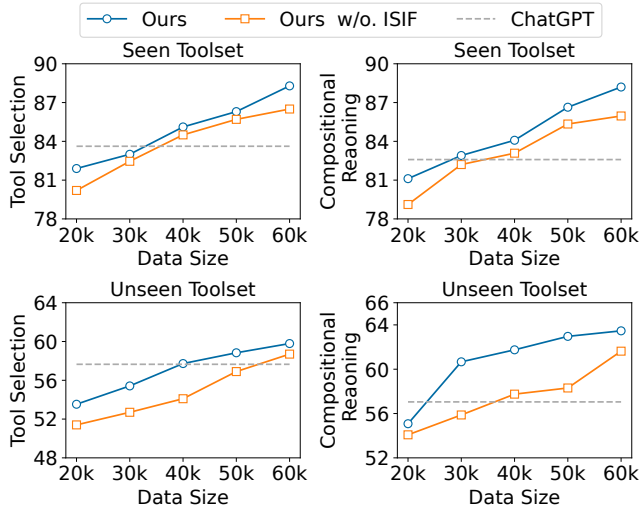 Ours Ours w/o. ISIF ChatGPT
Seen Toolset
Tool Selection
90
87
84
81
78
20k 30k 40k 50k 60k
Data Size
Seen Toolset
Compositional
Reaoning
90
87
84
81
78
20k 30k 40k 50k 60k
Data Size
Unseen Toolset
Tool Selection
64
60
56
52
48
20k 30k 40k 50k 60k
Data Size
Unseen Toolset
Compositional
Reaoning
66
64
60
56
52
20k 30k 40k 50k 60k
Data Size